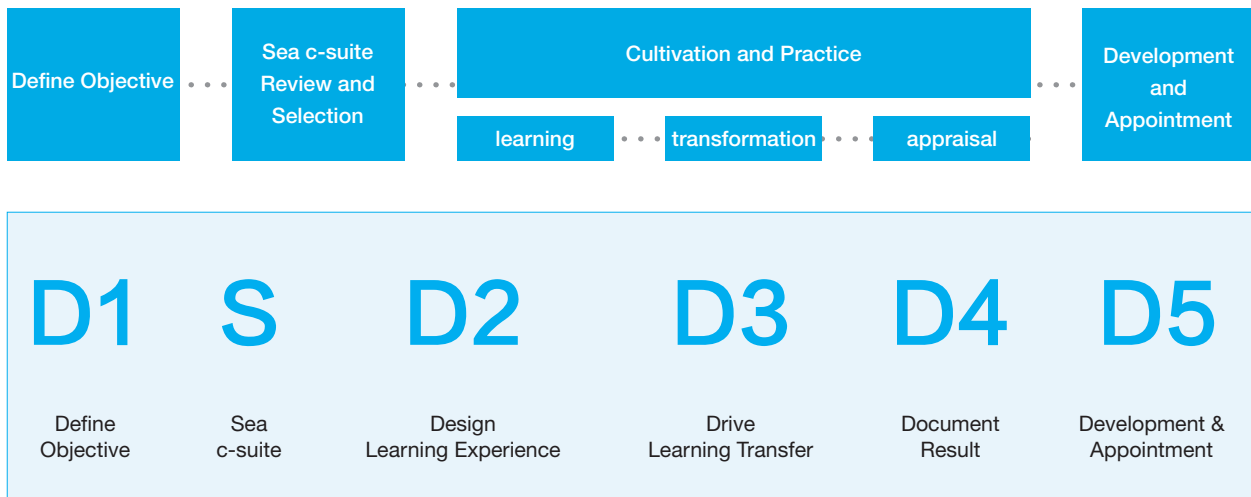 Define Objective
Sea c-suite
Review and
Selection
Cultivation and Practice
learning
transformation
appraisal
Development
and
Appointment
D1
S
D2
D3
D4
D5
Define
Objective
Sea
c-suite
Design
Learning Experience
Drive
Learning Transfer
Document
Result
Development &
Appointment